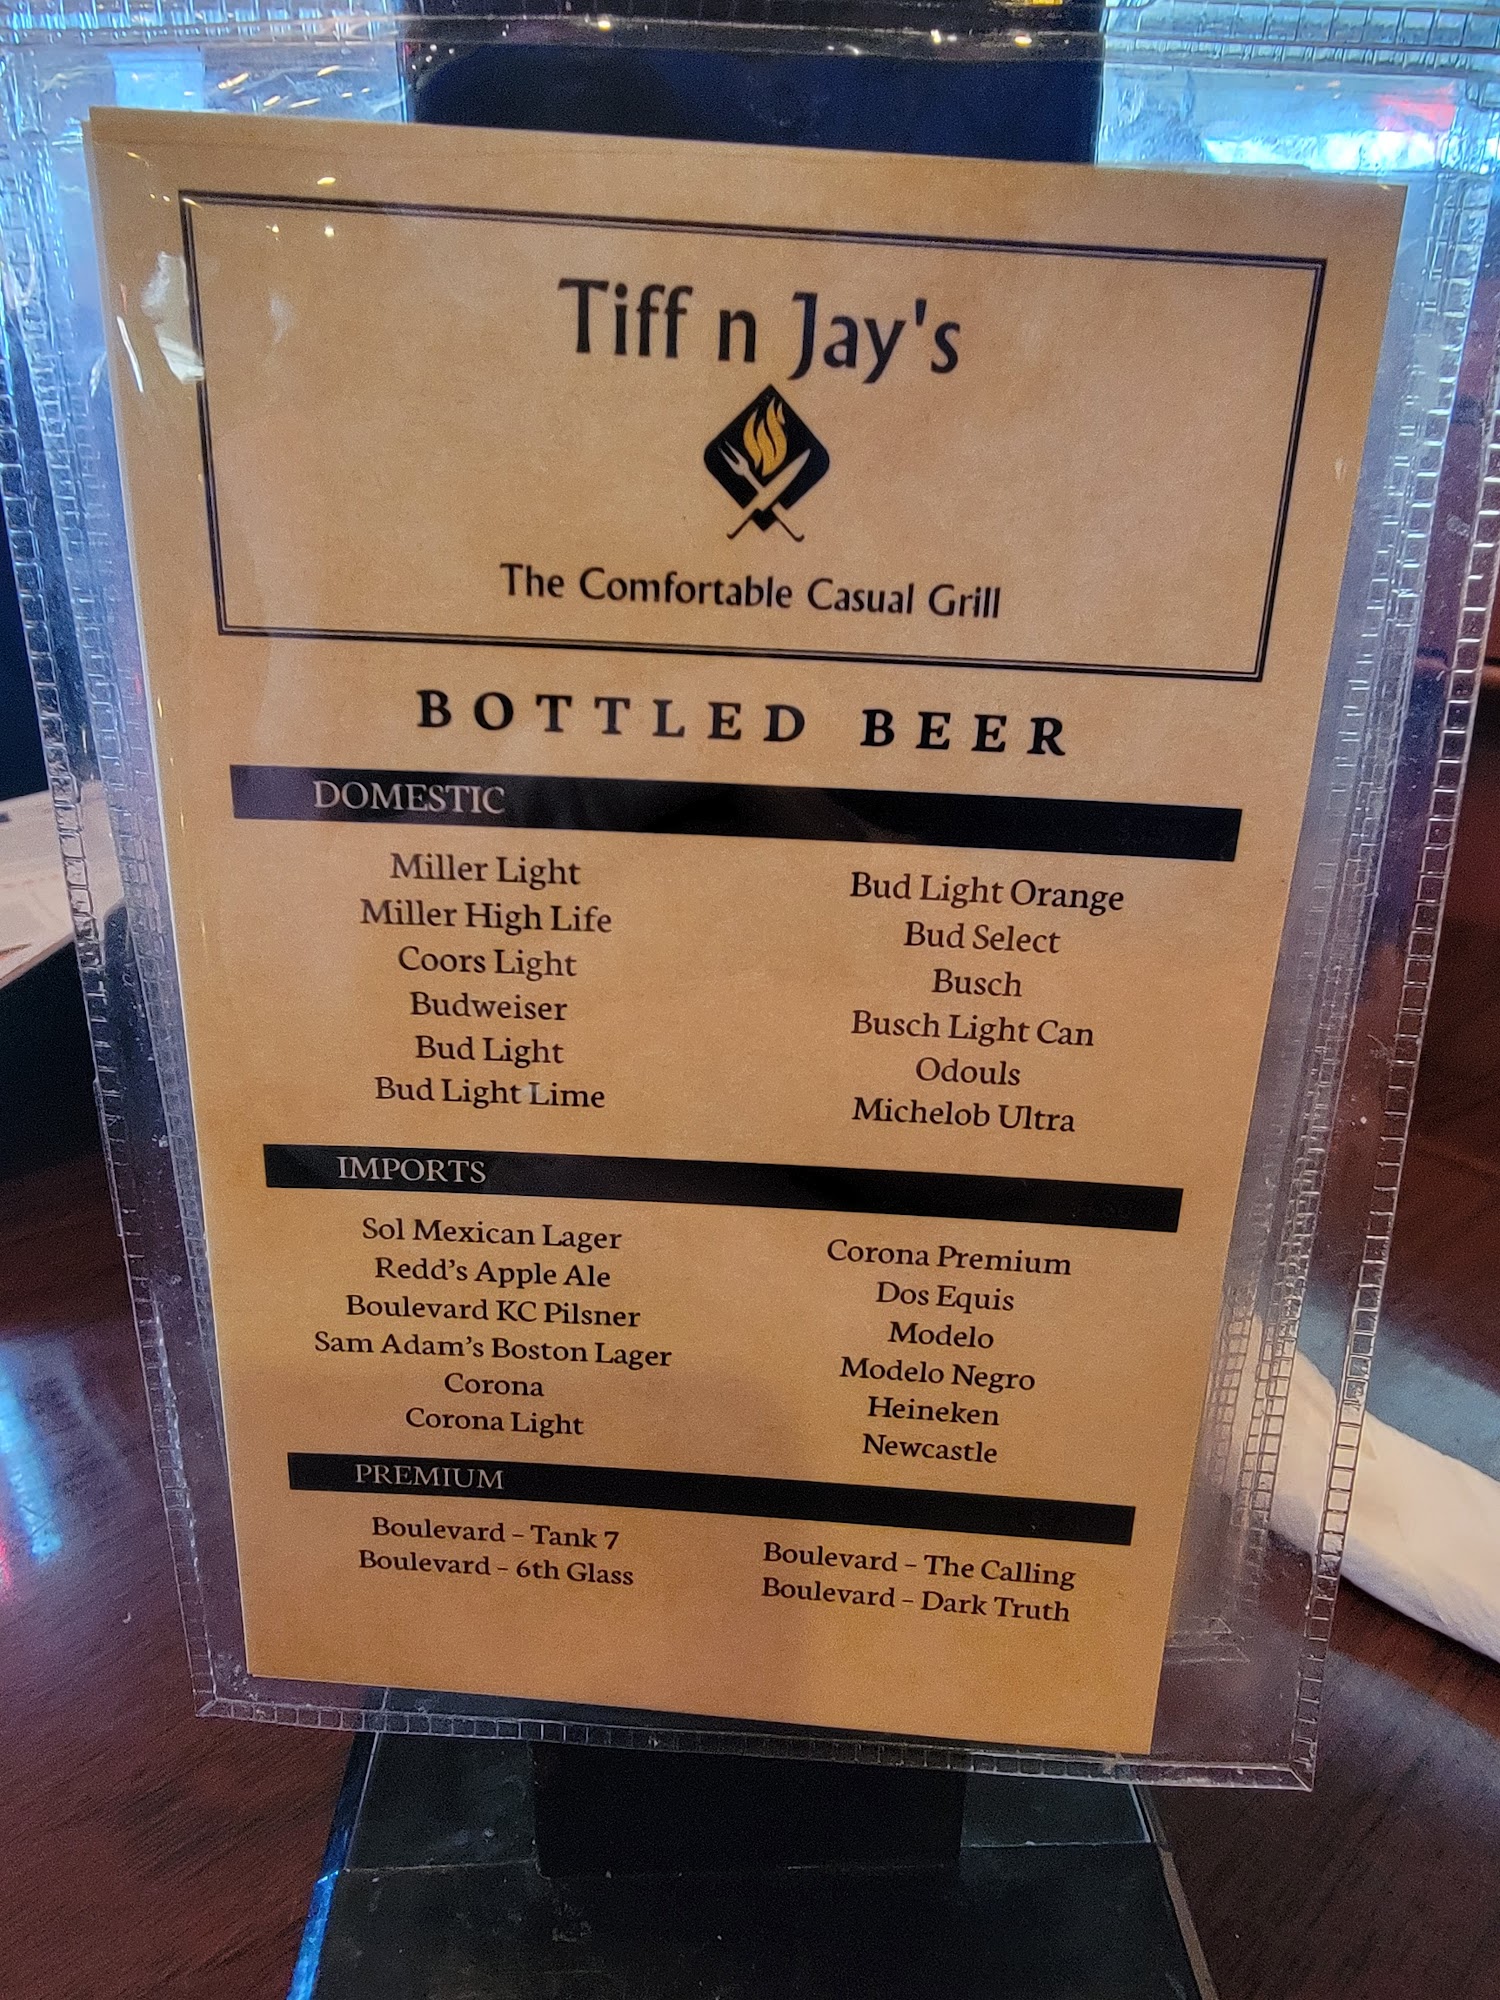 Tiff n Jay's
The Comfortable Casual Grill
BOTTLED BEER
DOMESTIC
Miller Light
Miller High Life
Coors Light
Budweiser
Bud Light
Bud Light Lime
Bud Light Orange
Bud Select
Busch
Busch Light Can
Odouls
Michelob Ultra
IMPORTS
Sol Mexican Lager
Redd's Apple Ale
Boulevard KC Pilsner
Sam Adam's Boston Lager
Corona
Corona Light
Corona Premium
Dos Equis
Modelo
Modelo Negro
Heineken
Newcastle
PREMIUM
Boulevard – Tank 7
Boulevard – 6th Glass
Boulevard – The Calling
Boulevard – Dark Truth